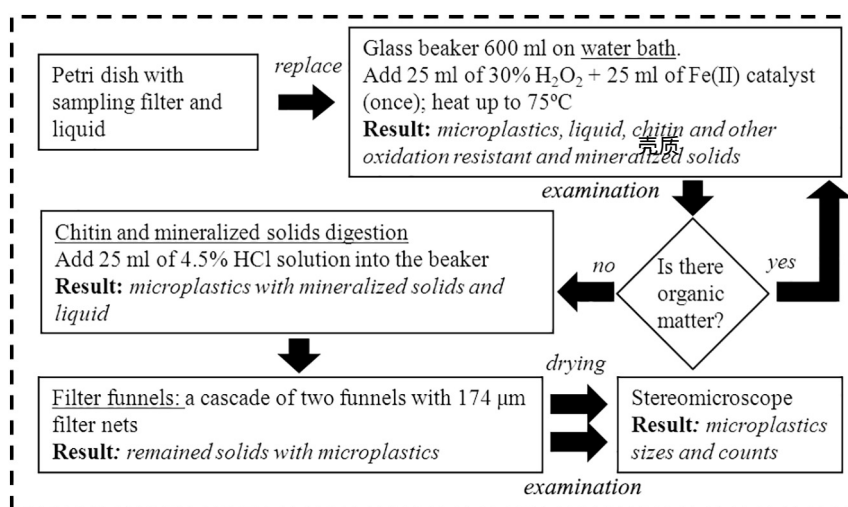 Petri dish with
sampling filter and
liquid
replace
Glass beaker 600 ml on water bath.
Add 25 ml of 30% H₂O₂ + 25 ml of Fe(II) catalyst
(once); heat up to 75ºC
Result: microplastics, liquid, chitin and other
壳质
oxidation resistant and mineralized solids
examination
Is there
organic
matter?
yes
no
Chitin and mineralized solids digestion
Add 25 ml of 4.5% HCl solution into the beaker
Result: microplastics with mineralized solids and
liquid
Filter funnels: a cascade of two funnels with 174 μm
filter nets
Result: remained solids with microplastics
drying
examination
Stereomicroscope
Result: microplastics
sizes and counts